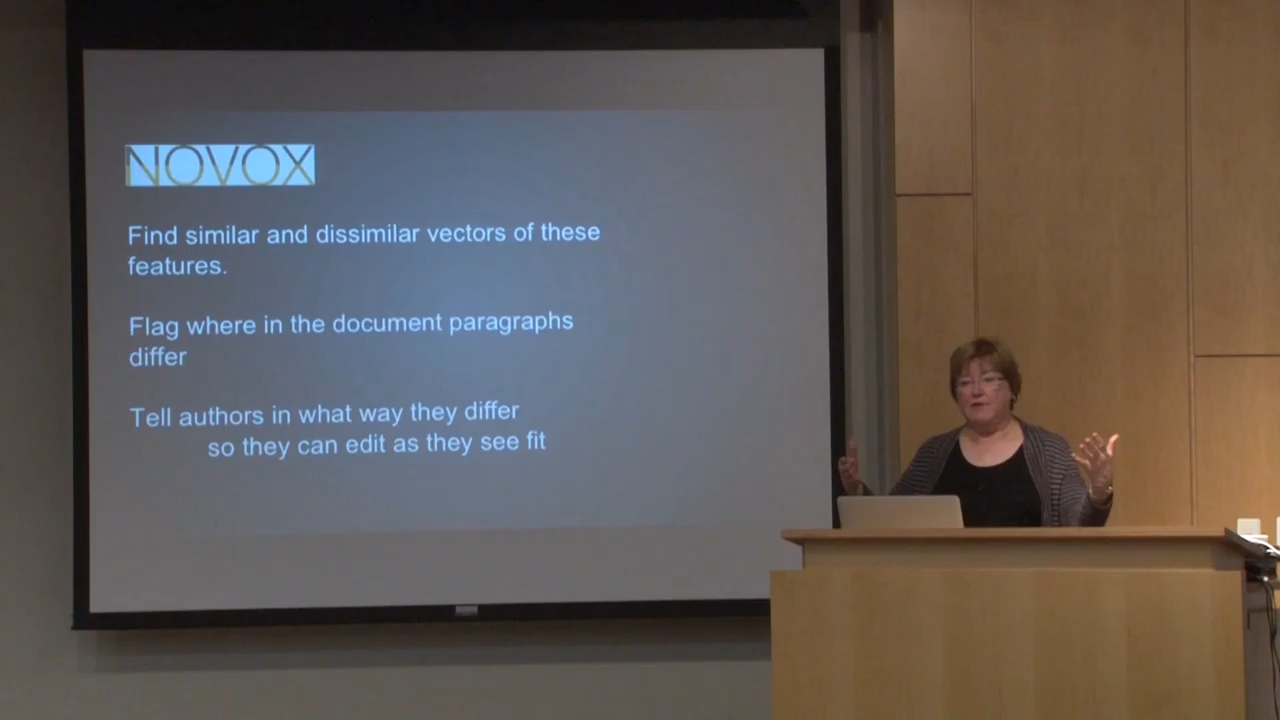 NOVOX
Find similar and dissimilar vectors of these
features.
Flag where in the document paragraphs
differ
Tell authors in what way they differ
so they can edit as they see fit